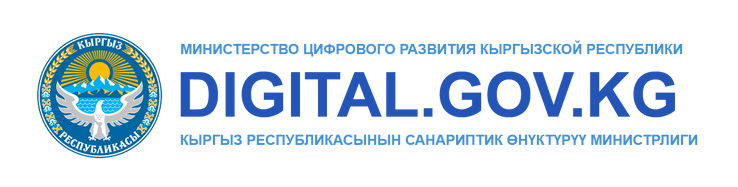 КЫРГЫЗ
РЕСПУБЛИКАСЫ
МИНИСТЕРСТВО ЦИФРОВОГО РАЗВИТИЯ КЫРГЫЗСКОЙ РЕСПУБЛИКИ
DIGITAL.GOV.KG
КЫРГЫЗ РЕСПУБЛИКАСЫНЫН САНАРИПТИК ӨНҮКТҮРҮҮ МИНИСТРЛИГИ